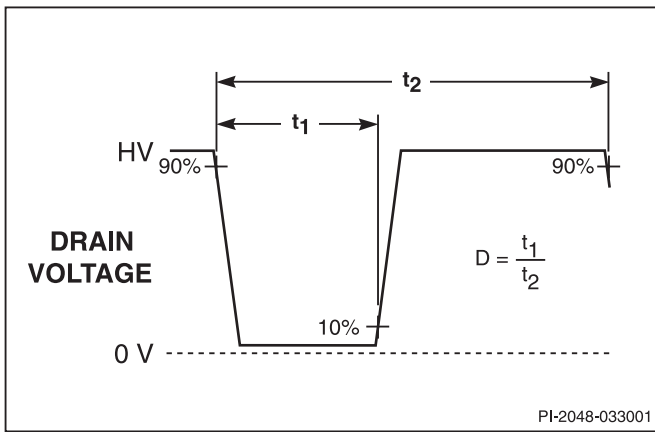 t2
t1
HV
90%
90%
DRAIN
VOLTAGE
D = t1/t2
10%
0 V
PI-2048-033001